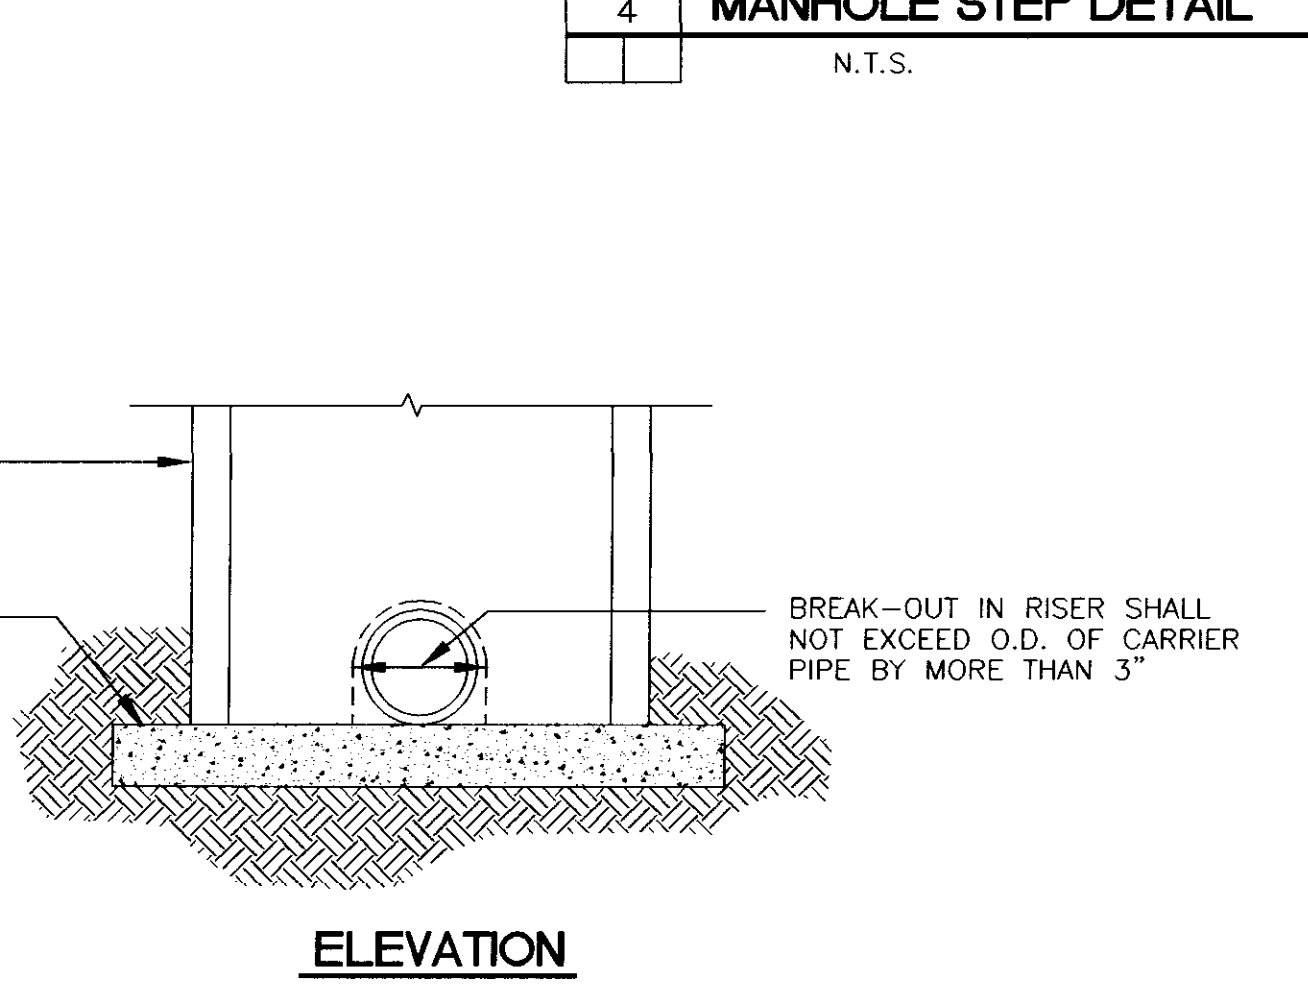 4
MANHOLE STEP DETAIL
N.T.S.
BREAK-OUT IN RISER SHALL
NOT EXCEED O.D. OF CARRIER
PIPE BY MORE THAN 3"
ELEVATION